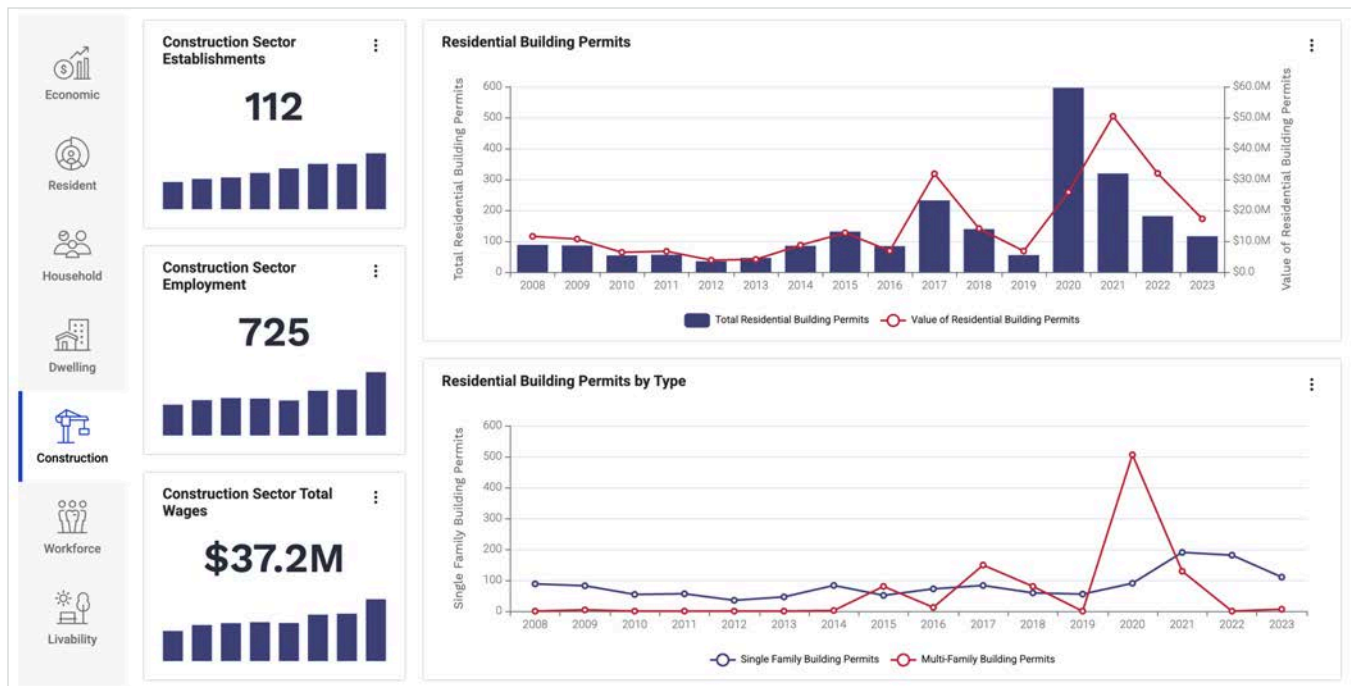 Economic
Resident
Household
Dwelling
Construction
Workforce
Livability
Construction Sector
Establishments
112
Construction Sector
Employment
725
Construction Sector Total
Wages
$37.2M
Residential Building Permits
Total Residential Building Permits
600
500
400
300
200
100
0
$60.0M
$50.0M
$40.0M
$30.0M
$20.0M
$10.0M
$0.0
Value of Residential Building Permits
2008 2009 2010 2011 2012 2013 2014 2015 2016 2017 2018 2019 2020 2021 2022 2023
Total Residential Building Permits Value of Residential Building Permits
Residential Building Permits by Type
Single Family Building Permits
600
500
400
300
200
100
0
2008 2009 2010 2011 2012 2013 2014 2015 2016 2017 2018 2019 2020 2021 2022 2023
Single Family Building Permits Multi-Family Building Permits